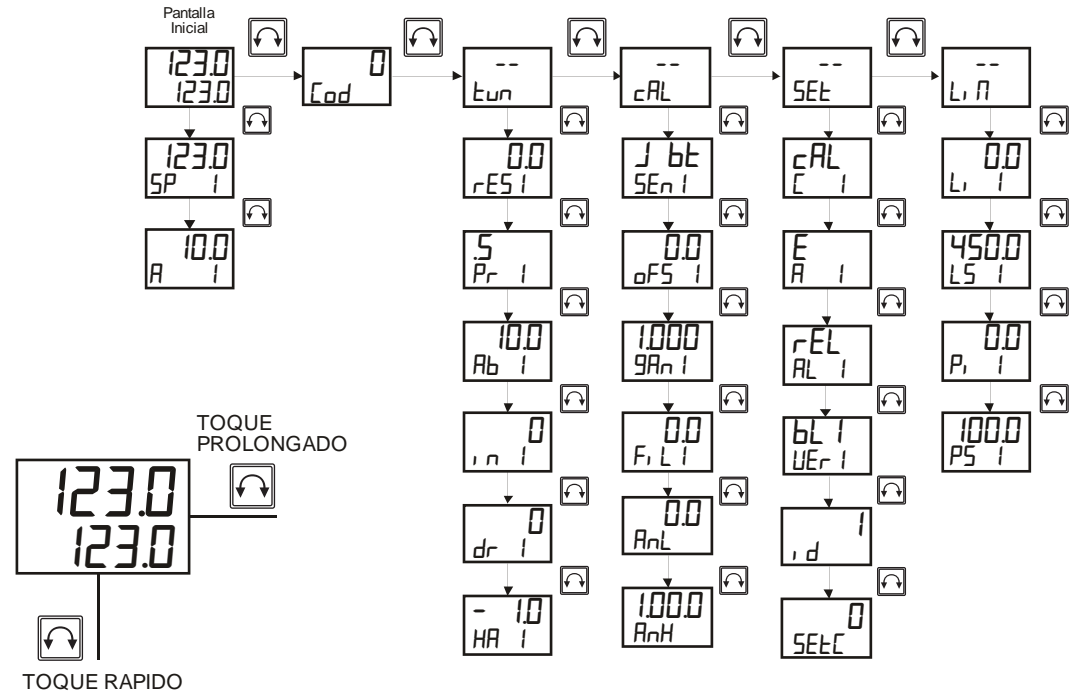 Pantalla
Inicial
123.0
123.0
0
Cod
--
tun
--
cAL
--
SEt
--
Lin
123.0
SP 1
0.0
rES1
J bt
SEn1
cAL
C 1
0.0
Li 1
10.0
A 1
.5
Pr 1
0.0
oFS1
E
A 1
450.0
LS 1
10.0
Ab 1
1.000
gAn1
rEL
AL 1
0.0
Pi 1
0
in 1
0.0
FiL1
bL 1
UEr1
100.0
PS 1
0
dr 1
0.0
AnL
1
id
- 1.0
HA 1
1.00.0
AnH
0
SEtC
TOQUE
PROLONGADO
123.0
123.0
TOQUE RAPIDO